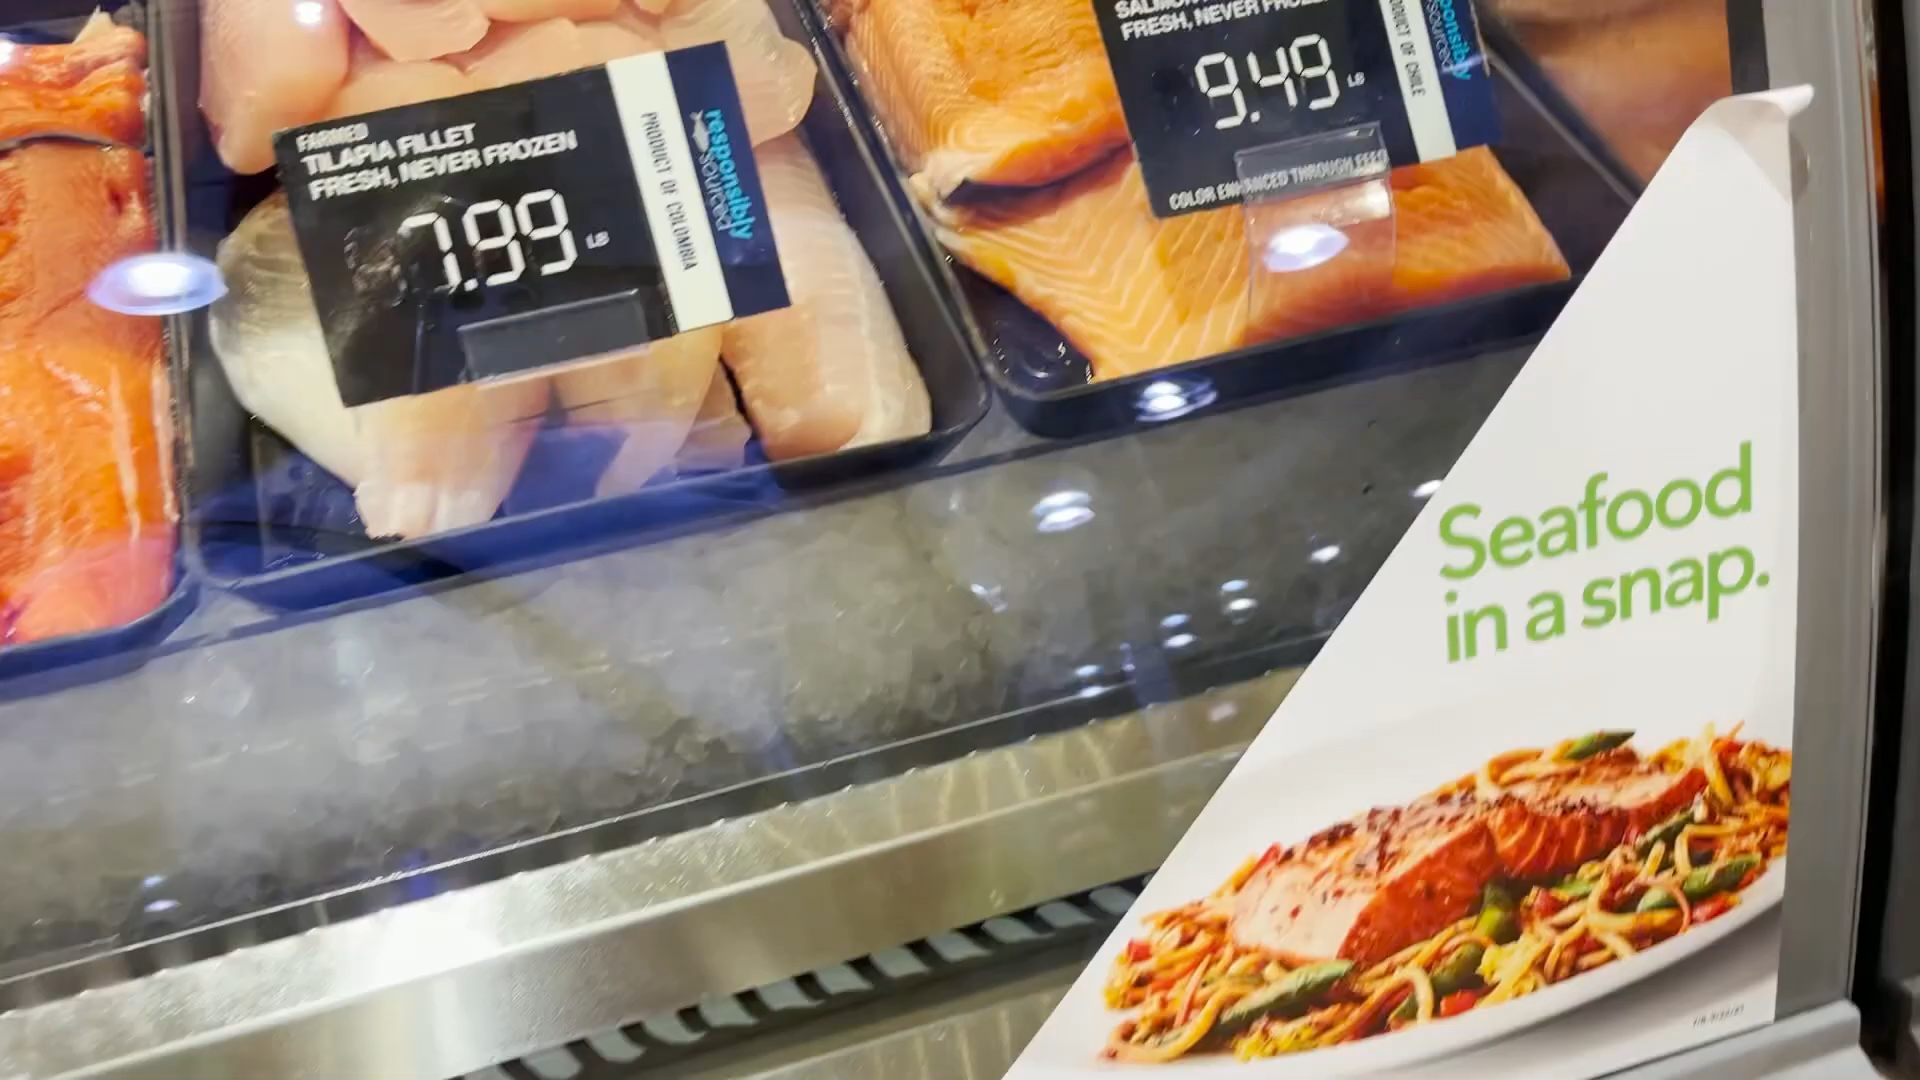 FARMED
TILAPIA FILLET
FRESH, NEVER FROZEN
7.99 LB
PRODUCT OF COLOMBIA
responsibly
sourced
SALMON
FRESH, NEVER FROZEN
9.49 LB
COLOR ENHANCED THROUGH FEED
PRODUCT OF CHILE
responsibly
sourced
Seafood
in a snap.